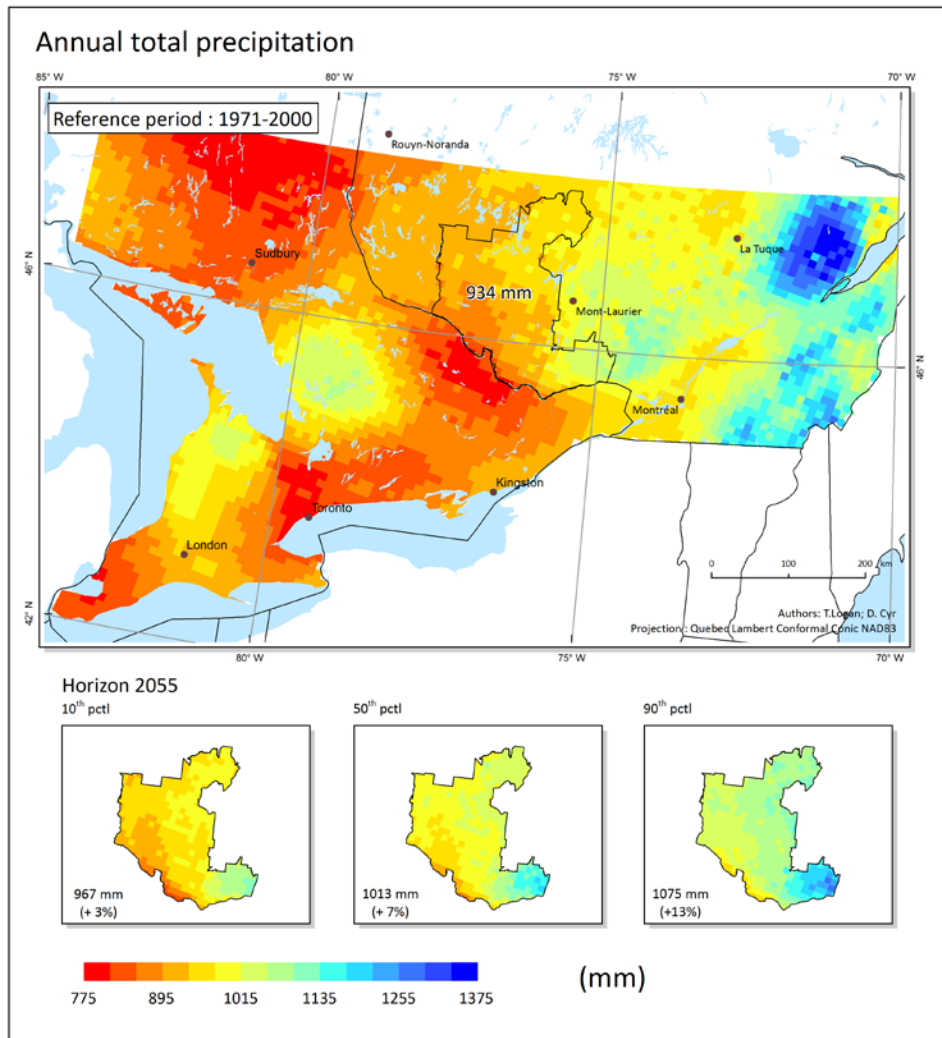 Annual total precipitation
85° W
80° W
75° W
70° W
Reference period : 1971-2000
Rouyn-Noranda
Sudbury
La Tuque
46° N
934 mm
Mont-Laurier
46° N
Montréal
Kingston
Toronto
London
0 50 100 200 km
42° N
Authors: T.Logan; D. Cyr
Projection : Quebec Lambert Conformal Conic NAD83
80° W
75° W
70° W
Horizon 2055
10th pctl
50th pctl
90th pctl
967 mm
(+ 3%)
1013 mm
(+ 7%)
1075 mm
(+13%)
775 895 1015 1135 1255 1375
(mm)